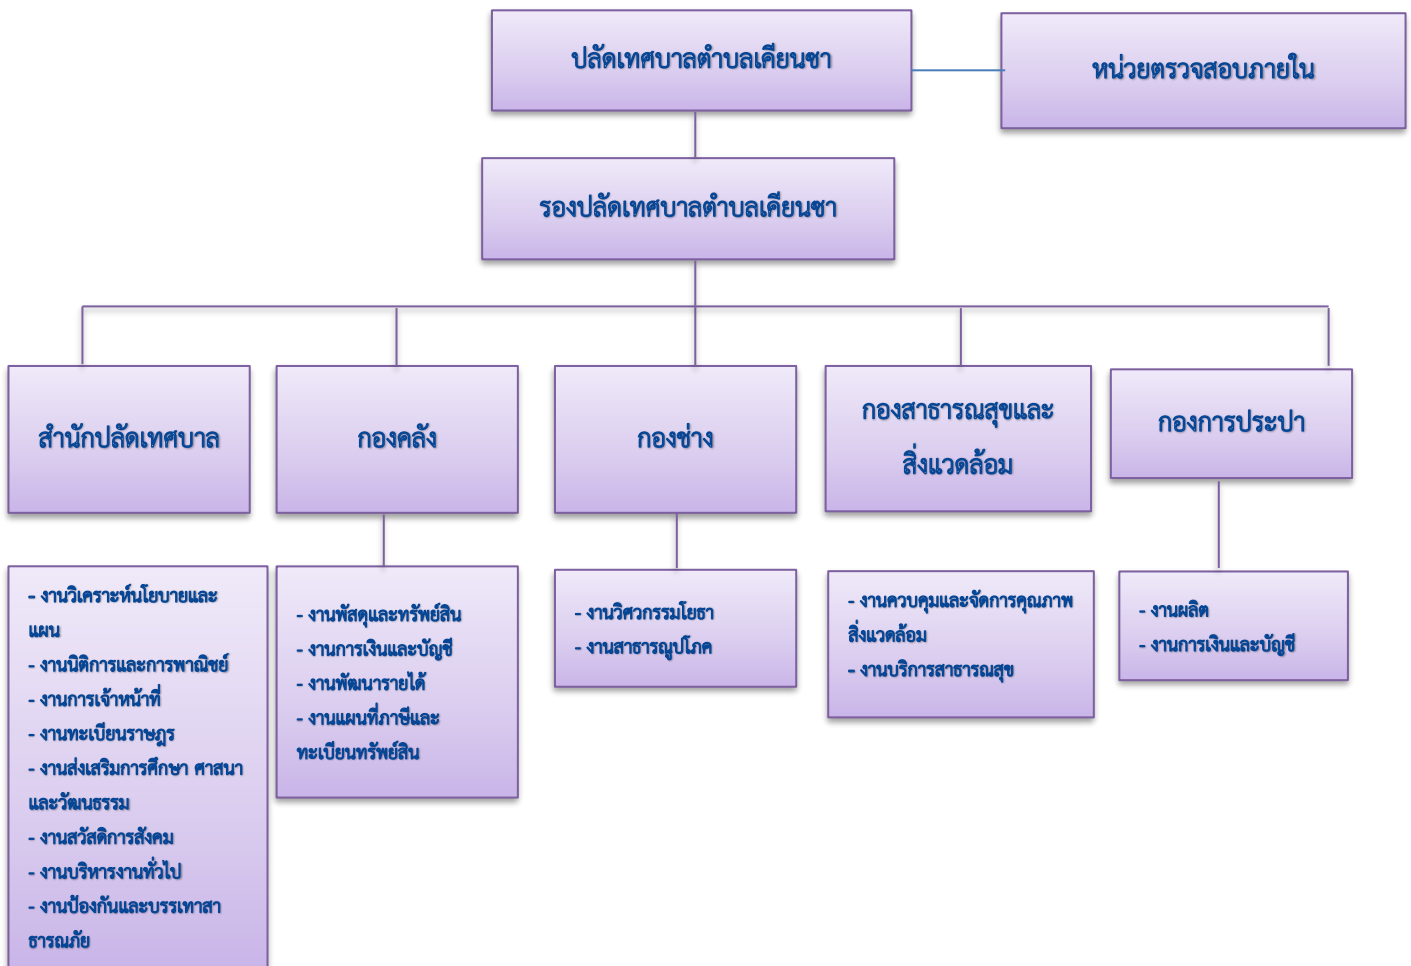 ปลัดเทศบาลตำบลเคียนซา
หน่วยตรวจสอบภายใน
รองปลัดเทศบาลตำบลเคียนซา
สำนักปลัดเทศบาล
กองคลัง
กองช่าง
กองสาธารณสุขและ
สิ่งแวดล้อม
กองการประปา
- งานวิเคราะห์นโยบายและ
แผน
- งานนิติการและการพาณิชย์
- งานการเจ้าหน้าที่
- งานทะเบียนราษฎร
- งานส่งเสริมการศึกษา ศาสนา
และวัฒนธรรม
- งานสวัสดิการสังคม
- งานบริหารงานทั่วไป
- งานป้องกันและบรรเทาสา
ธารณภัย
- งานพัสดุและทรัพย์สิน
- งานการเงินและบัญชี
- งานพัฒนารายได้
- งานแผนที่ภาษีและ
ทะเบียนทรัพย์สิน
- งานวิศวกรรมโยธา
- งานสาธารณูปโภค
- งานควบคุมและจัดการคุณภาพ
สิ่งแวดล้อม
- งานบริการสาธารณสุข
- งานผลิต
- งานการเงินและบัญชี